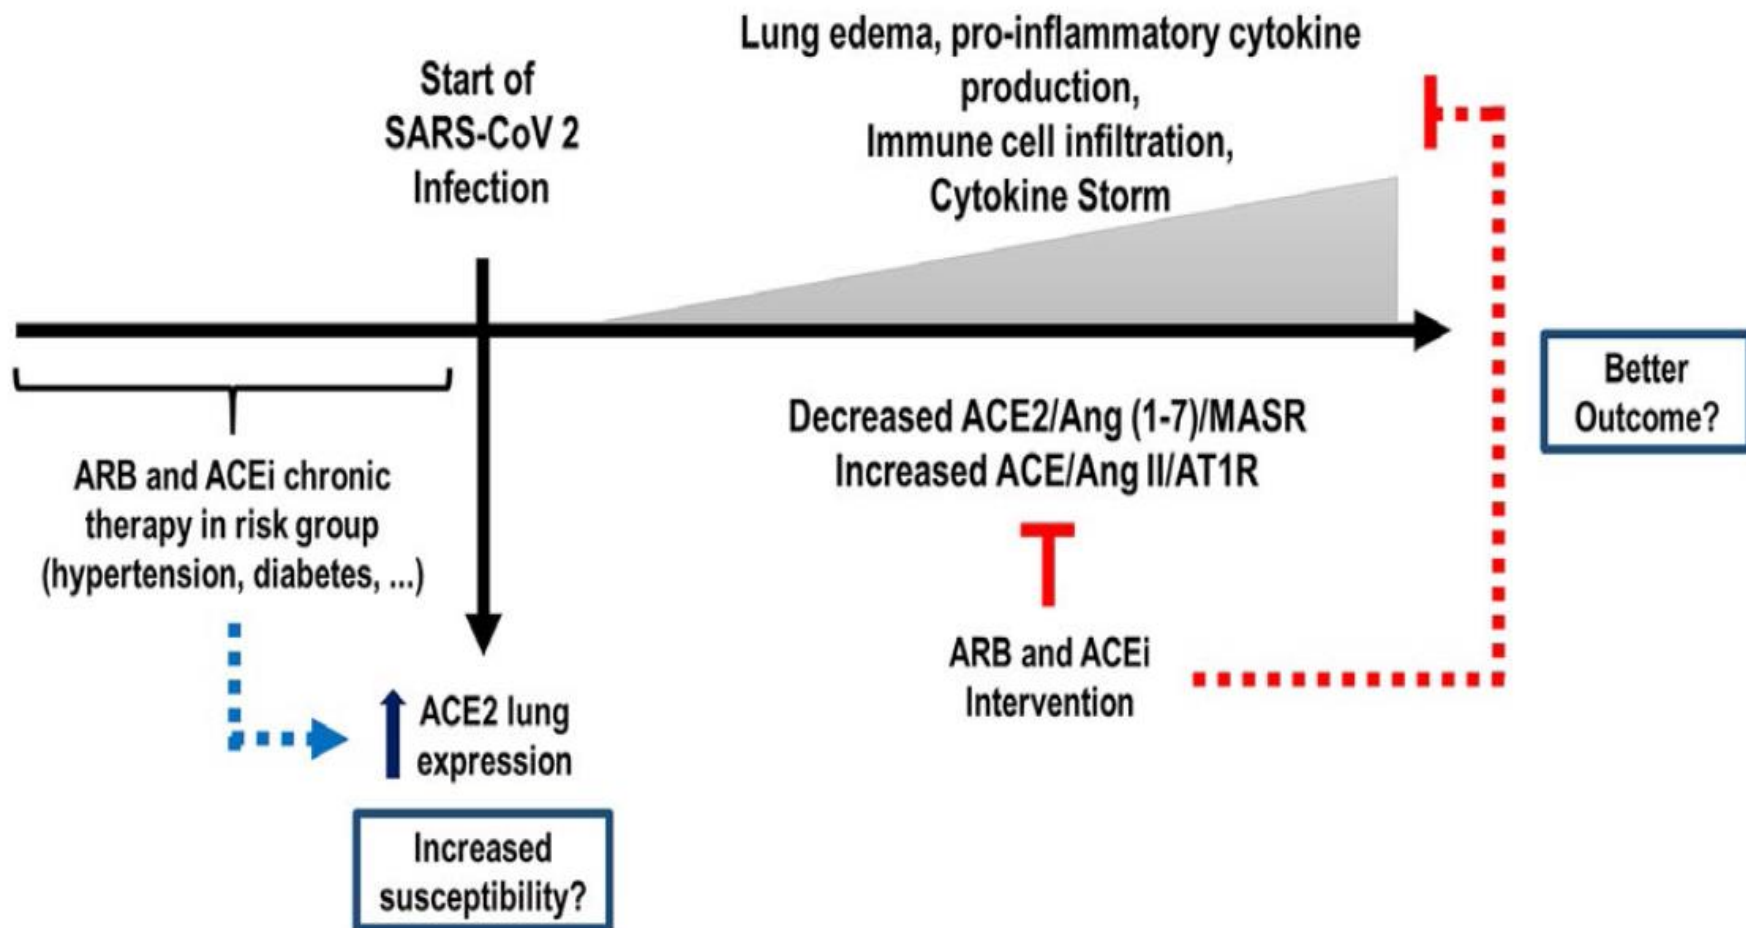 Start of
SARS-CoV 2
Infection
Lung edema, pro-inflammatory cytokine
production,
Immune cell infiltration,
Cytokine Storm
ARB and ACEi chronic
therapy in risk group
(hypertension, diabetes, ...)
Decreased ACE2/Ang (1-7)/MASR
Increased ACE/Ang II/AT1R
Better
Outcome?
ARB and ACEi
Intervention
ACE2 lung
expression
Increased
susceptibility?